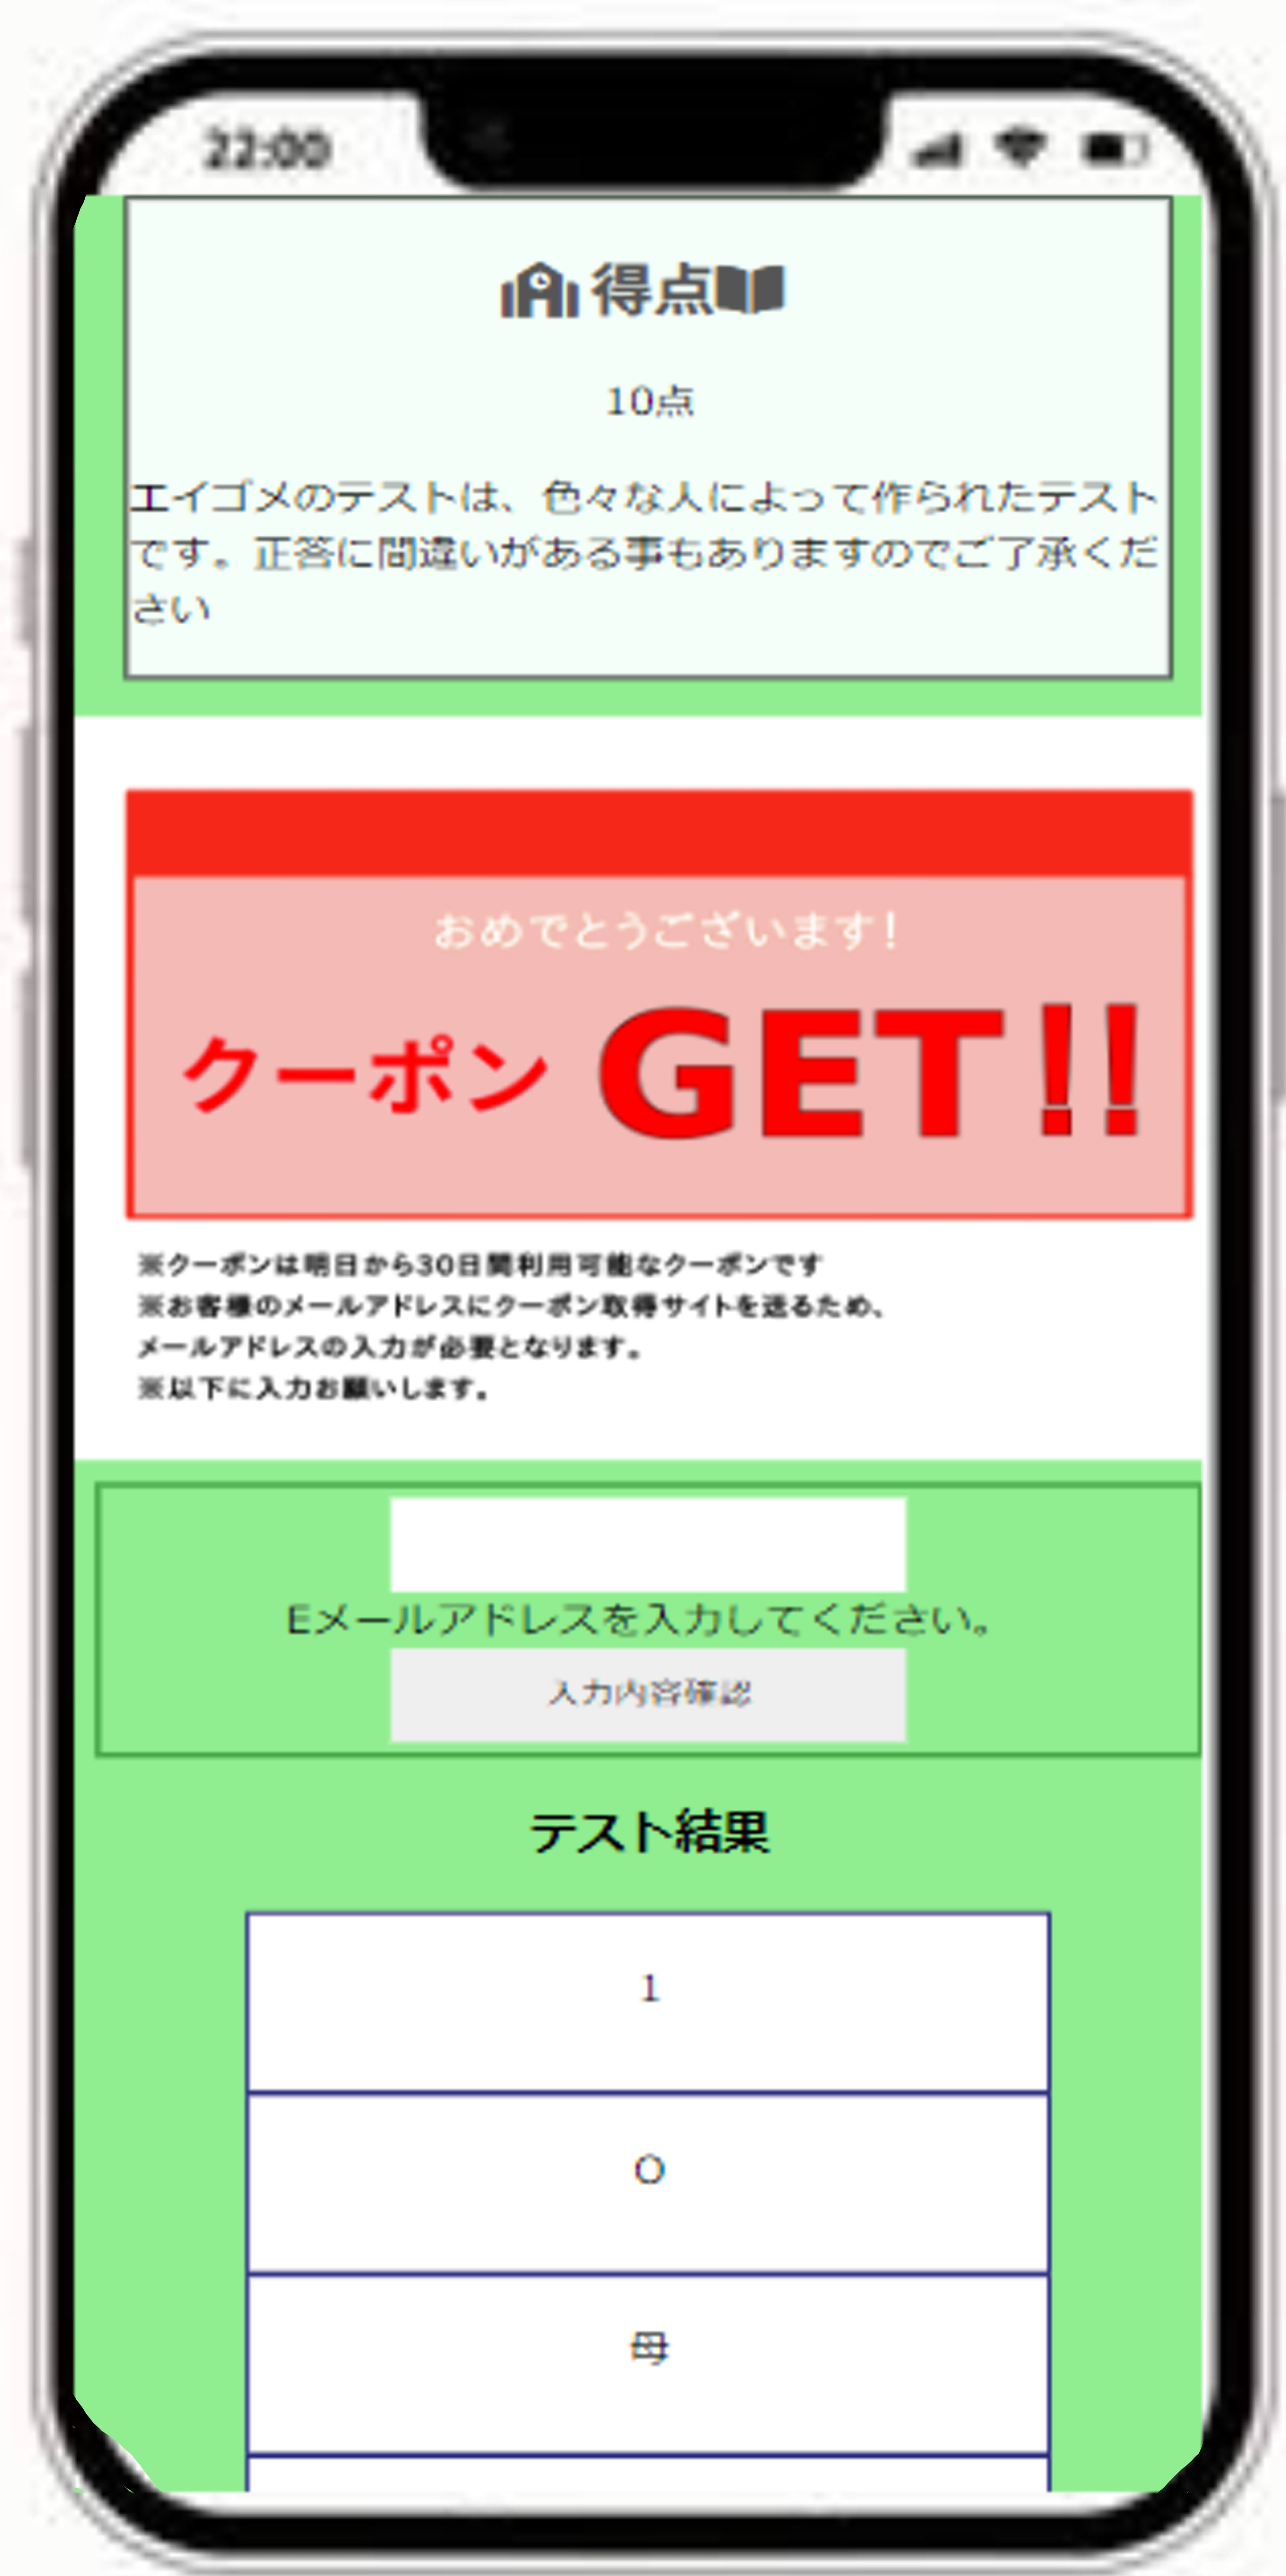 22:00
得点
10点
エイゴメのテストは、色々な人によって作られたテスト
です。正答に間違いがある事もありますのでご了承くだ
さい
おめでとうございます!
クーポン GET!!
※クーポンは明日から30日間利用可能なクーポンです
※お客様のメールアドレスにクーポン取得サイトを送るため、
メールアドレスの入力が必要となります。
※以下に入力お願いします。
Eメールアドレスを入力してください。
入力内容確認
テスト結果
1
O
母